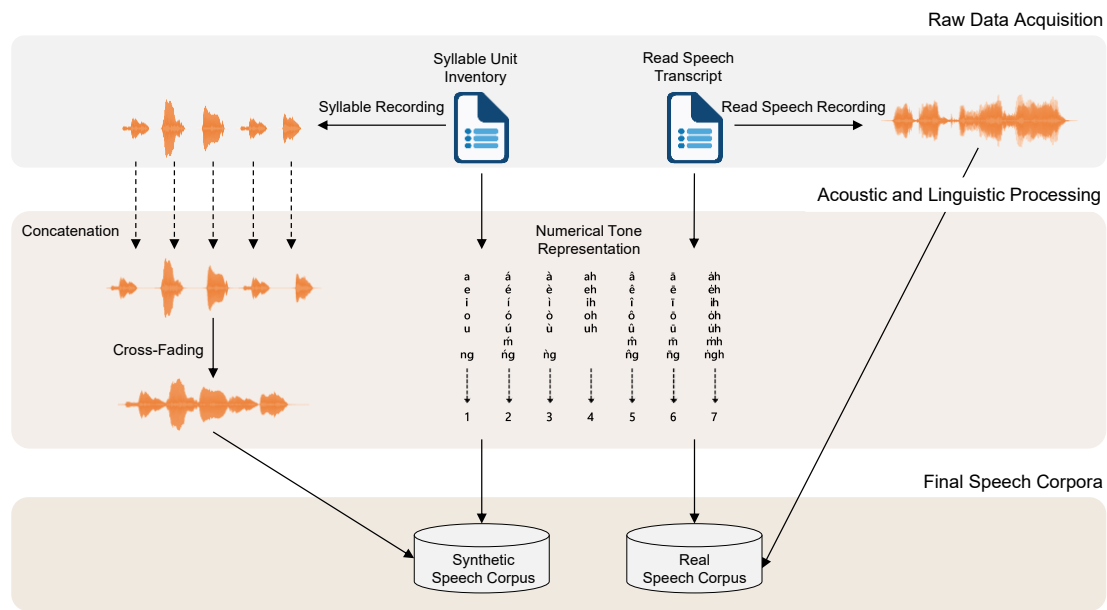 Raw Data Acquisition
Syllable Unit
Inventory
Read Speech
Transcript
Syllable Recording
Read Speech Recording
Acoustic and Linguistic Processing
Concatenation
Numerical Tone
Representation
a á à ah â ā a̍h
e é è eh ê ē e̍h
i í ì ih î ī i̍h
o ó ò oh ô ō o̍h
u ú ù uh û ū u̍h
ḿ m̂ m̄ m̍h
ng ńg ǹg n̂g n̄g n̍gh
Cross-Fading
1 2 3 4 5 6 7
Final Speech Corpora
Synthetic
Speech Corpus
Real
Speech Corpus